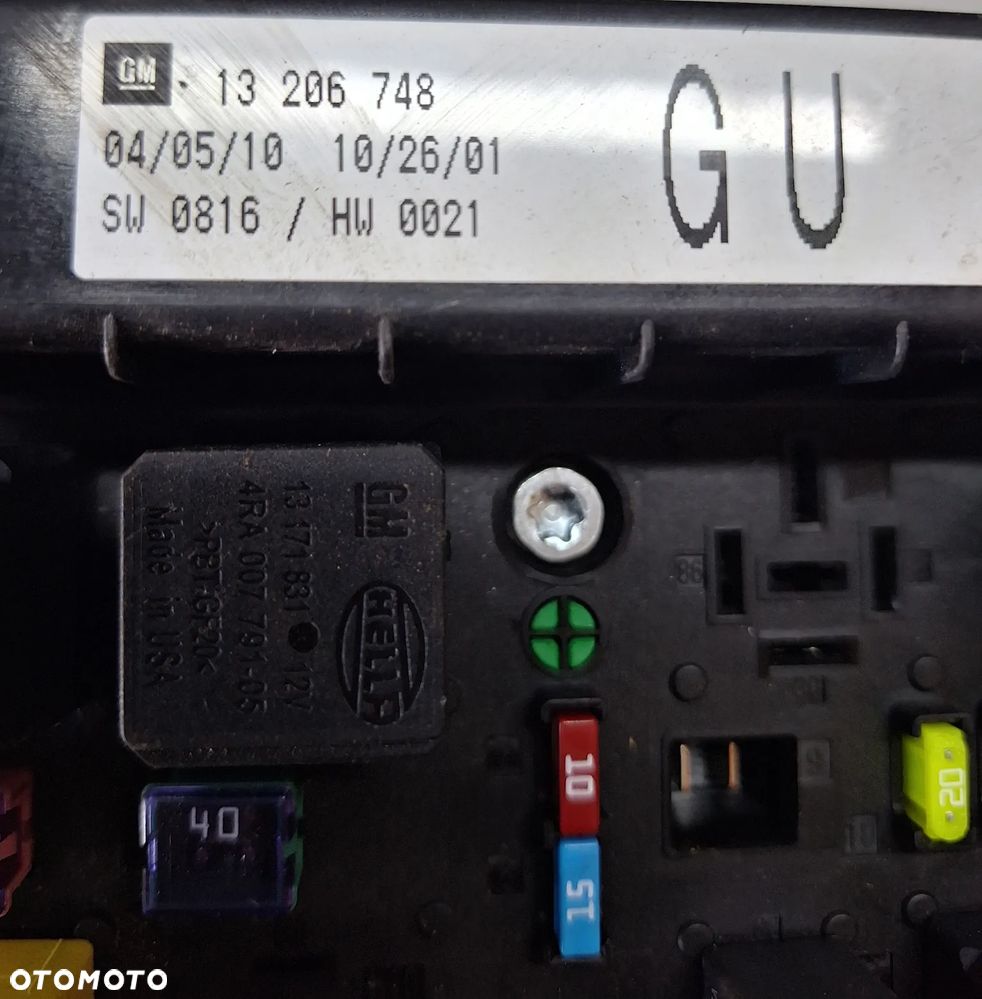 GM 13 206 748
04/05/10 10/26/01
SW 0816 / HW 0021
G U
GM
13 171 831 12V
4RA 007 791-05
>PBT-GF20<
Made in USA
HELLA
86
40
10
15
20
OTOMOTO